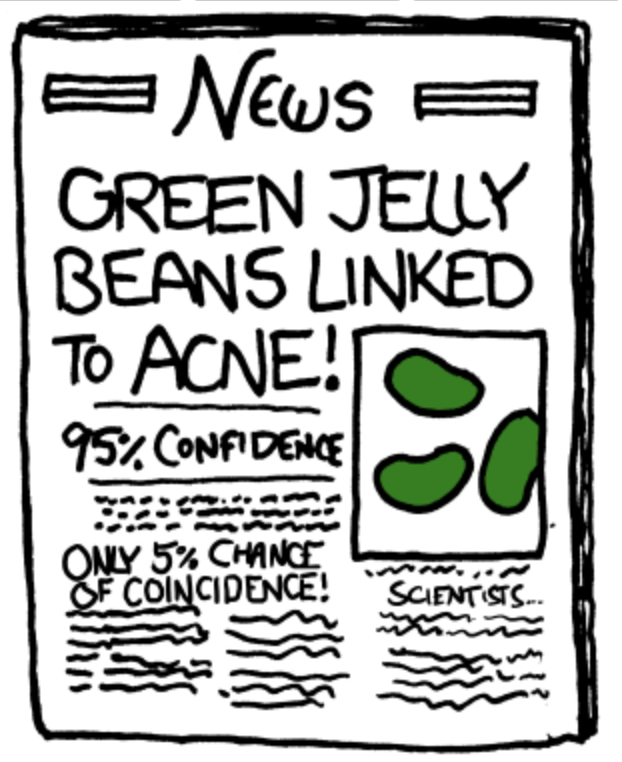 NEWS
GREEN JELLY
BEANS LINKED
TO ACNE!
95% CONFIDENCE
ONLY 5% CHANCE
OF COINCIDENCE!
SCIENTISTS...